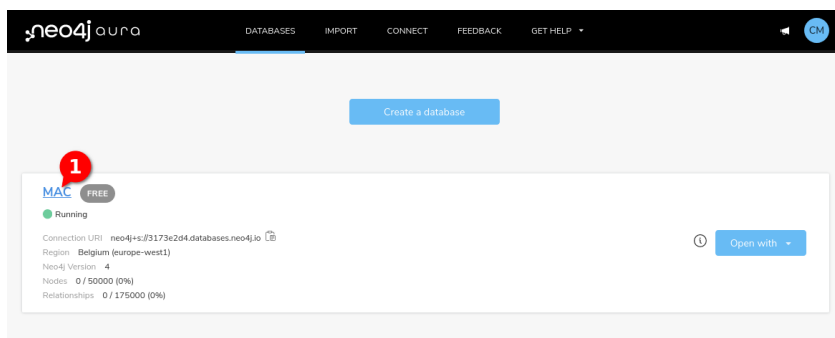 neo4j aura DATABASES IMPORT CONNECT FEEDBACK GET HELP CM
Create a database
1
MAC FREE
Running
Connection URI neo4j+s://3173e2d4.databases.neo4j.io
Region Belgium (europe-west1)
Open with
Neo4j Version 4
Nodes 0 / 50000 (0%)
Relationships 0 / 175000 (0%)